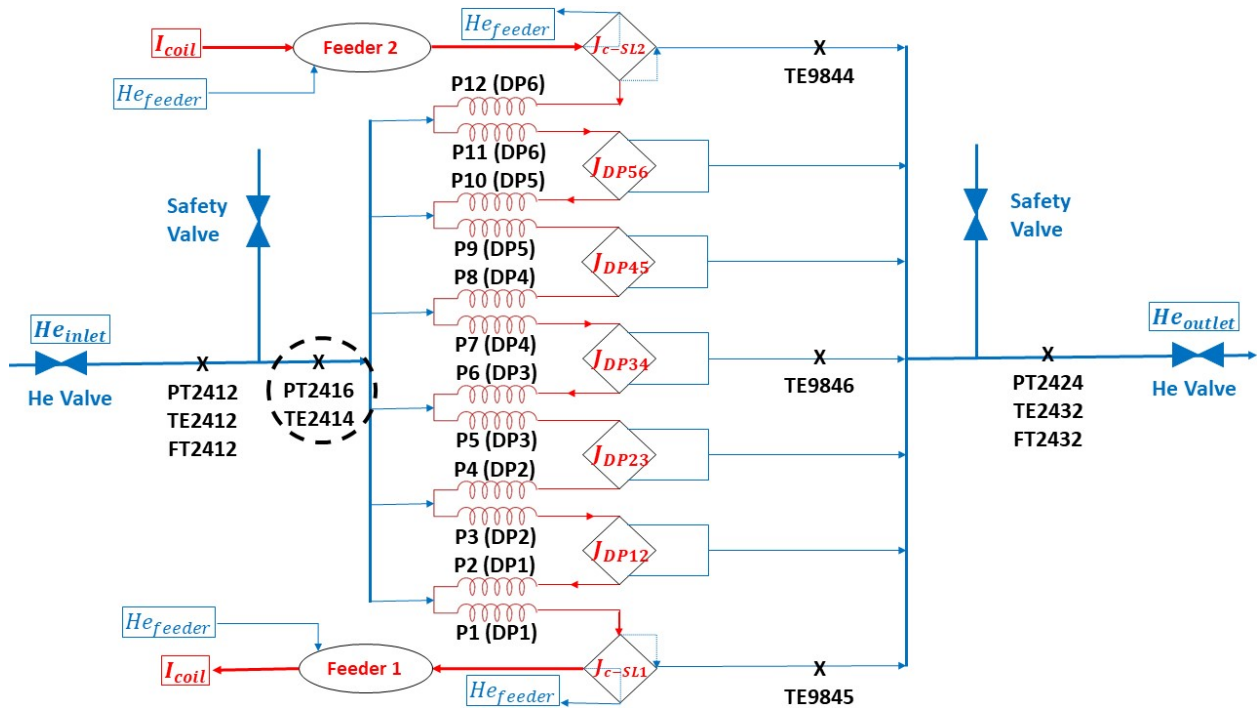 He_feeder
I_coil
Feeder 2
J_c-SL2
He_feeder
TE9844
P12 (DP6)
P11 (DP6)
J_DP56
P10 (DP5)
Safety
Valve
Safety
Valve
P9 (DP5)
J_DP45
P8 (DP4)
He_inlet
He_outlet
P7 (DP4)
J_DP34
He Valve
PT2412
TE2412
FT2412
PT2416
TE2414
P6 (DP3)
TE9846
PT2424
TE2432
FT2432
He Valve
P5 (DP3)
J_DP23
P4 (DP2)
P3 (DP2)
J_DP12
P2 (DP1)
He_feeder
P1 (DP1)
I_coil
Feeder 1
J_c-SL1
He_feeder
TE9845